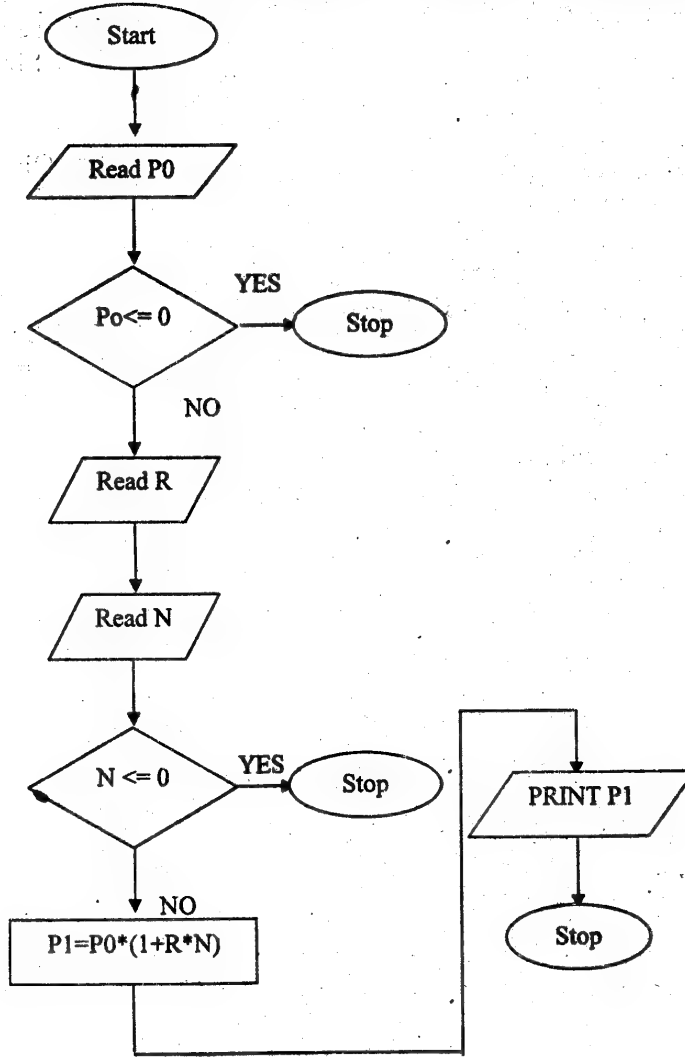 Start
Read P0
Po<= 0
YES
Stop
NO
Read R
Read N
N <= 0
YES
Stop
NO
P1=P0*(1+R*N)
PRINT P1
Stop